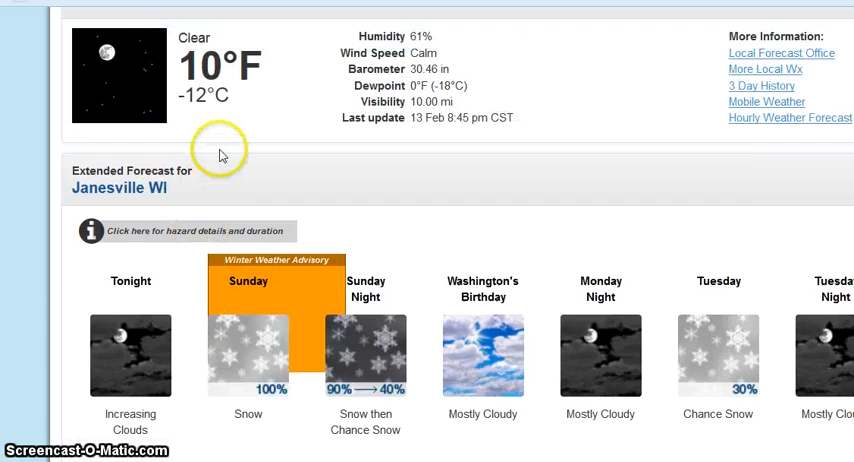 Clear
10°F
-12°C
Humidity 61%
Wind Speed Calm
Barometer 30.46 in
Dewpoint 0°F (-18°C)
Visibility 10.00 mi
Last update 13 Feb 8:45 pm CST
More Information:
Local Forecast Office
More Local Wx
3 Day History
Mobile Weather
Hourly Weather Forecast
Extended Forecast for
Janesville WI
Click here for hazard details and duration
Winter Weather Advisory
Tonight
Increasing
Clouds
Sunday
100%
Snow
Sunday
Night
90% → 40%
Snow then
Chance Snow
Washington's
Birthday
Mostly Cloudy
Monday
Night
Mostly Cloudy
Tuesday
30%
Chance Snow
Tuesda
Night
Mostly Clou
Screencast-O-Matic.com